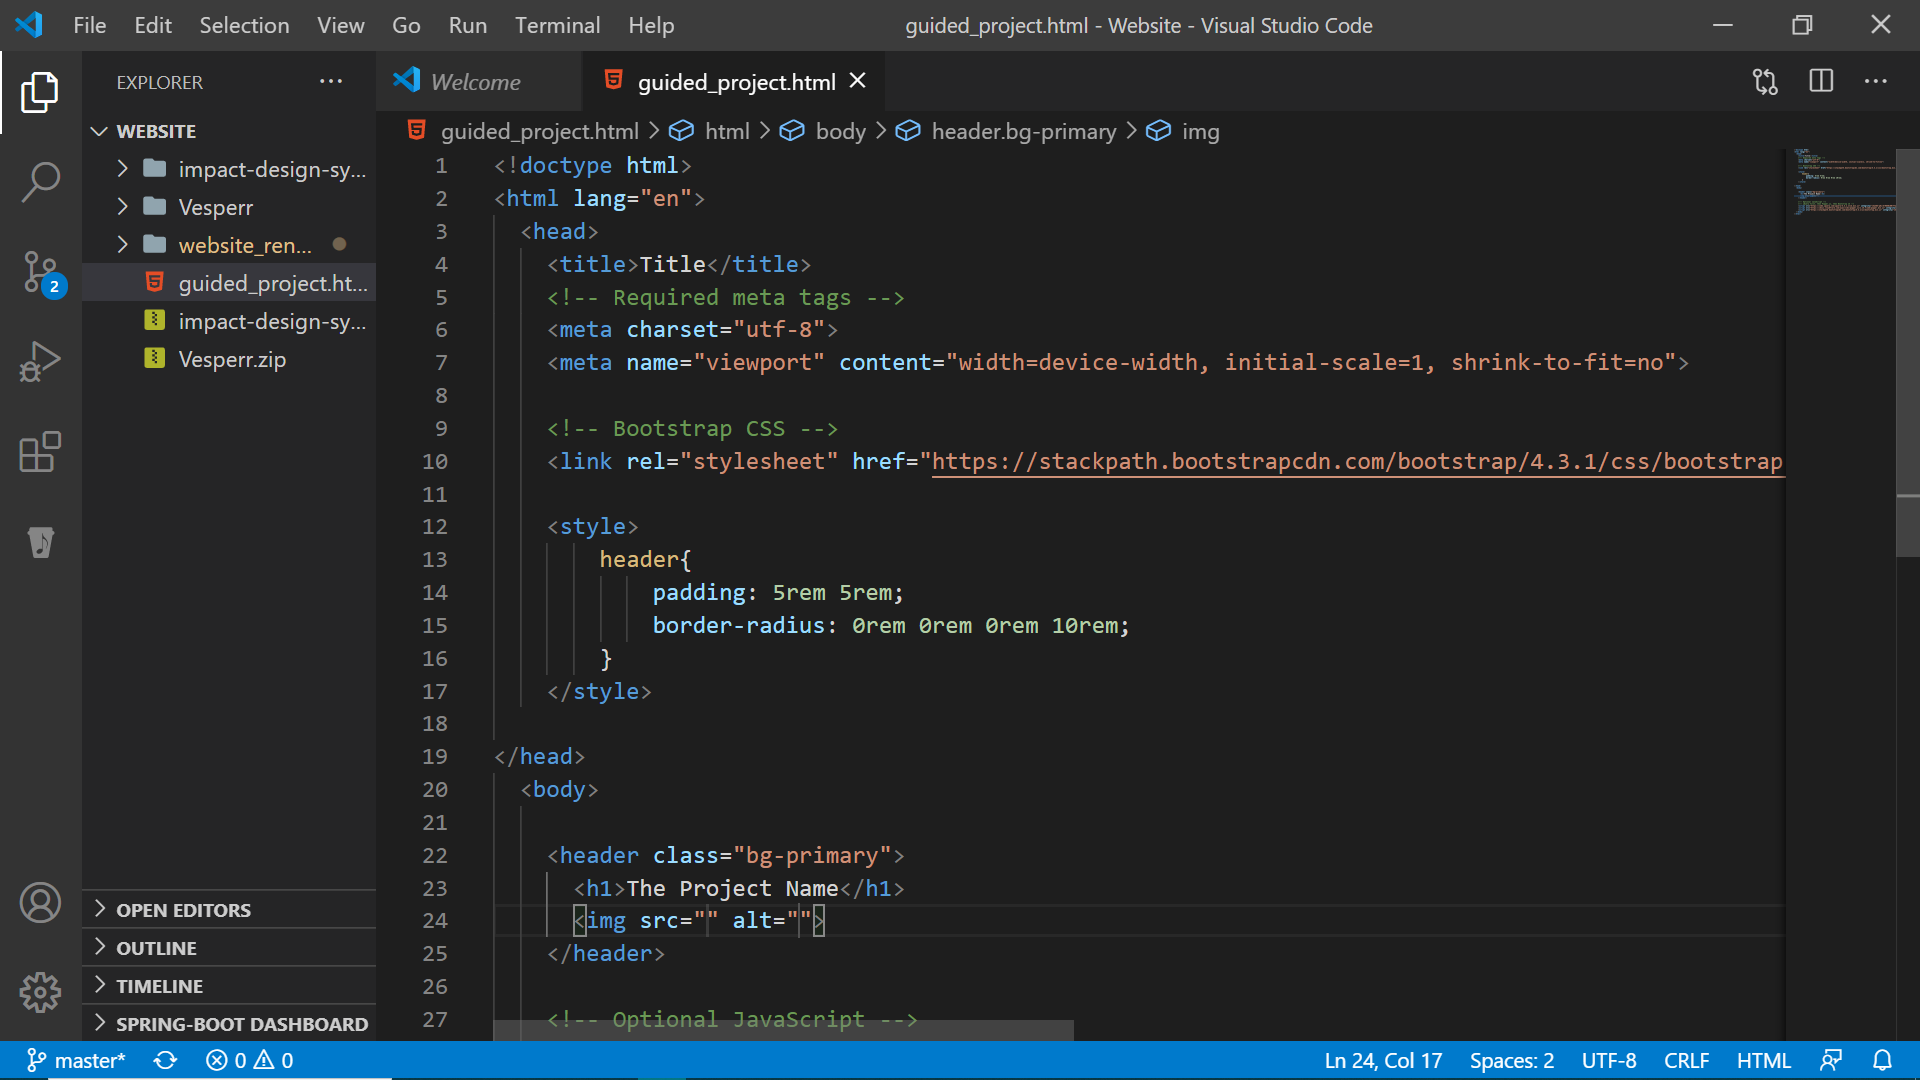 File Edit Selection View Go Run Terminal Help
guided_project.html - Website - Visual Studio Code
EXPLORER
WEBSITE
impact-design-sy...
Vesperr
website_ren...
guided_project.ht...
impact-design-sy...
Vesperr.zip
OPEN EDITORS
OUTLINE
TIMELINE
SPRING-BOOT DASHBOARD
2
Welcome
guided_project.html
guided_project.html > html > body > header.bg-primary > img
1 <!doctype html>
2 <html lang="en">
3 <head>
4 <title>Title</title>
5 <!-- Required meta tags -->
6 <meta charset="utf-8">
7 <meta name="viewport" content="width=device-width, initial-scale=1, shrink-to-fit=no">
8
9 <!-- Bootstrap CSS -->
10 <link rel="stylesheet" href="https://stackpath.bootstrapcdn.com/bootstrap/4.3.1/css/bootstrap
11
12 <style>
13 header{
14 padding: 5rem 5rem;
15 border-radius: 0rem 0rem 0rem 10rem;
16 }
17 </style>
18
19 </head>
20 <body>
21
22 <header class="bg-primary">
23 <h1>The Project Name</h1>
24 <img src="" alt="">
25 </header>
26
27 <!-- Optional JavaScript -->
master* 0 0
Ln 24, Col 17 Spaces: 2 UTF-8 CRLF HTML